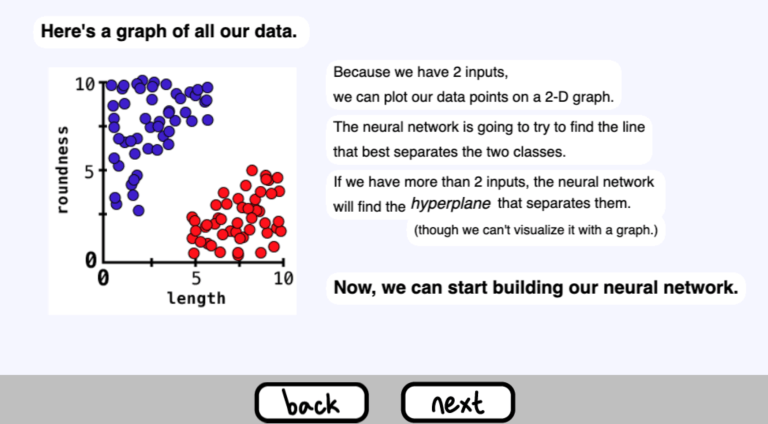 Here's a graph of all our data.
10
5
0
0
5
10
roundness
length
Because we have 2 inputs,
we can plot our data points on a 2-D graph.
The neural network is going to try to find the line
that best separates the two classes.
If we have more than 2 inputs, the neural network
will find the hyperplane that separates them.
(though we can't visualize it with a graph.)
Now, we can start building our neural network.
back
next